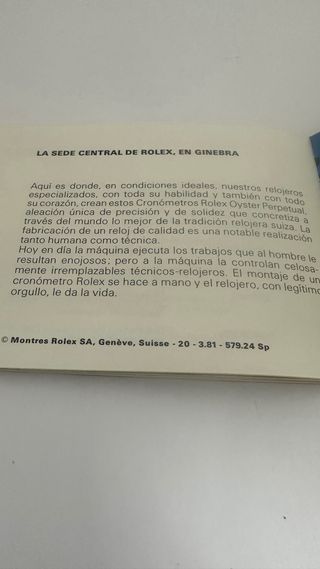 LA SEDE CENTRAL DE ROLEX, EN GINEBRA
Aquí es donde, en condiciones ideales, nuestros relojeros
especializados, con toda su habilidad y también con todo
su corazón, crean estos Cronómetros Rolex Oyster Perpetual,
aleación única de precisión y de solidez que concretiza a
través del mundo lo mejor de la tradición relojera suiza. La
fabricación de un reloj de calidad es una notable realización
tanto humana como técnica.
Hoy en día la máquina ejecuta los trabajos que al hombre le
resultan enojosos; pero a la máquina la controlan celosa-
mente irremplazables técnicos-relojeros. El montaje de un
cronómetro Rolex se hace a mano y el relojero, con legítimo
orgullo, le da la vida.
© Montres Rolex SA, Genève, Suisse - 20 - 3.81 - 579.24 Sp